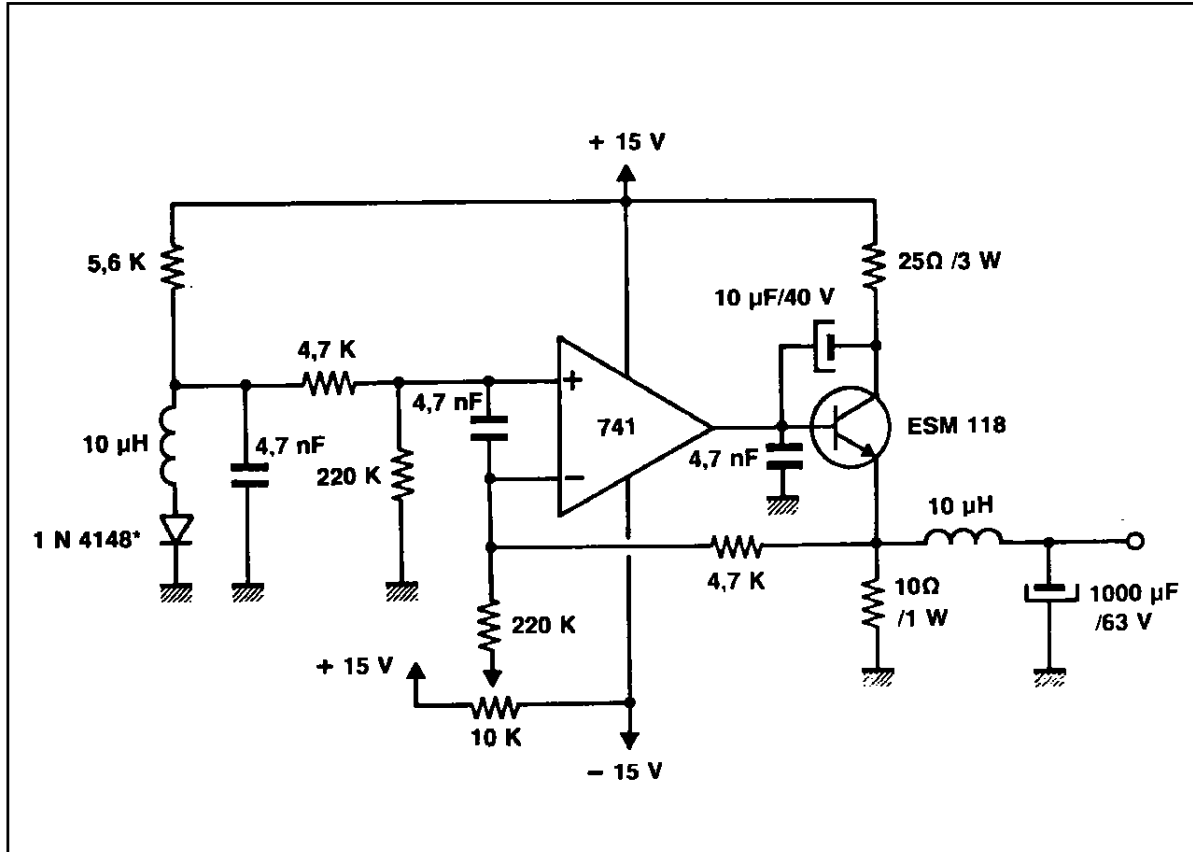 + 15 V
5,6 K
25Ω /3 W
10 µF/40 V
4,7 K
+
4,7 nF
741
ESM 118
10 µH
4,7 nF
4,7 nF
220 K
−
10 µH
1 N 4148*
4,7 K
10Ω
/1 W
1000 µF
/63 V
220 K
+ 15 V
10 K
− 15 V